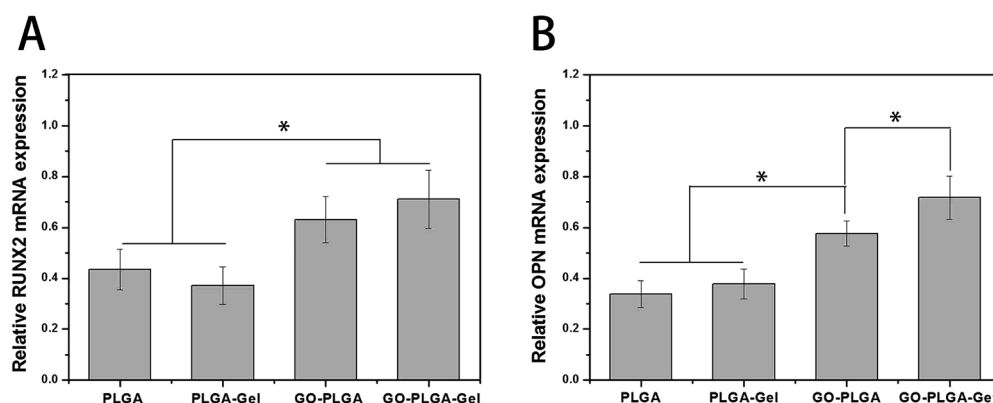 A
Relative RUNX2 mRNA expression
1.2
1.0
0.8
0.6
0.4
0.2
0.0
*
PLGA PLGA-Gel GO-PLGA GO-PLGA-Gel
B
Relative OPN mRNA expression
1.2
1.0
0.8
0.6
0.4
0.2
0.0
*
*
PLGA PLGA-Gel GO-PLGA GO-PLGA-Gel